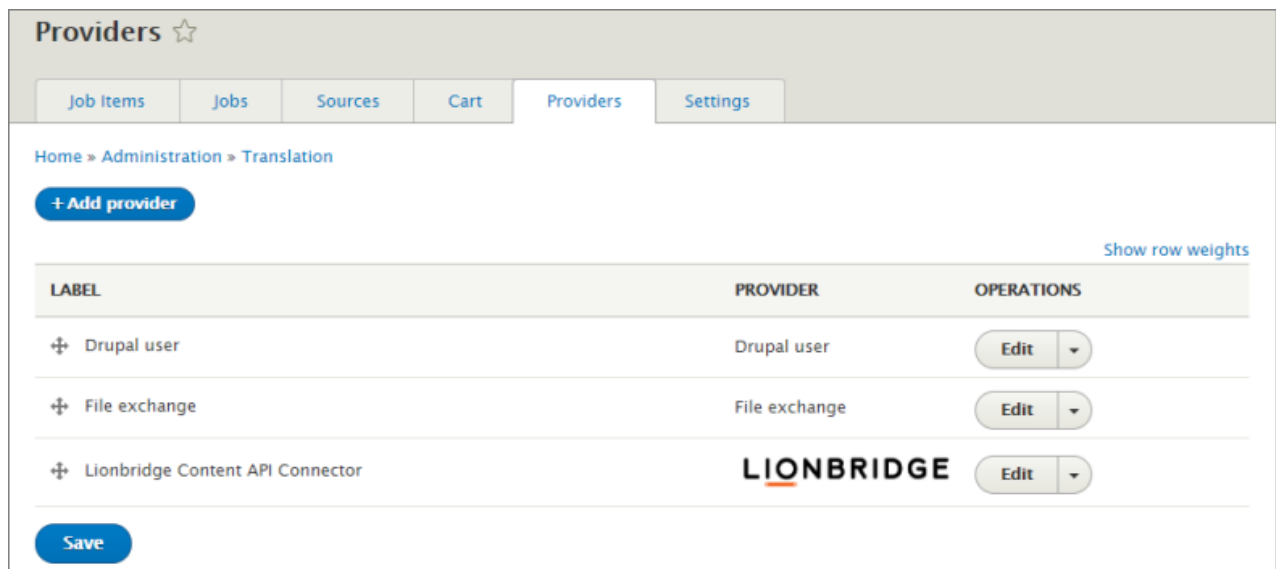 Providers
Job Items Jobs Sources Cart Providers Settings
Home » Administration » Translation
+ Add provider
Show row weights
LABEL PROVIDER OPERATIONS
Drupal user Drupal user Edit
File exchange File exchange Edit
Lionbridge Content API Connector LIONBRIDGE Edit
Save